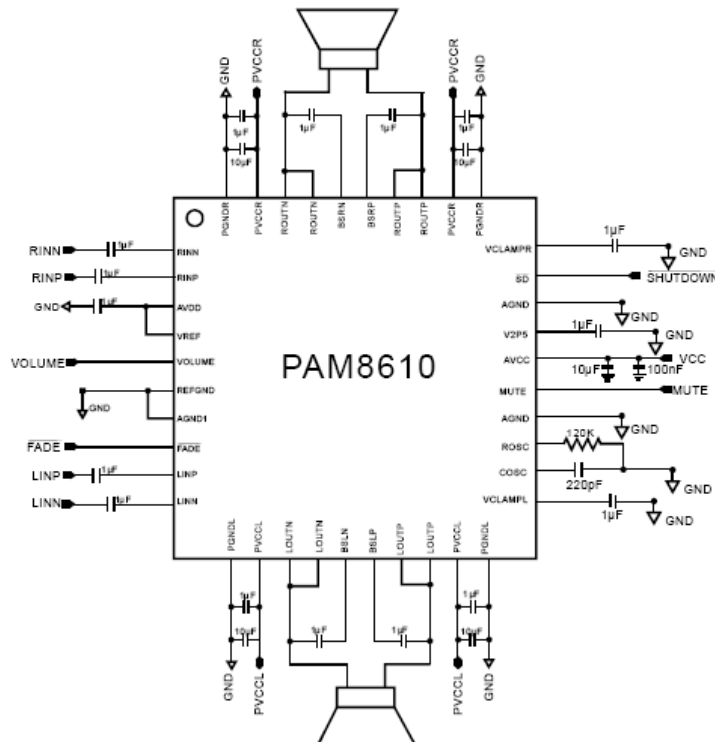 GND
PVCCR
PVCCR
GND
1µF
1µF
1µF
1µF
10µF
10µF
PGNDR
PVCCR
ROUTN
ROUTN
BSRN
BSRP
ROUTP
ROUTP
PVCCR
PGNDR
RINN
1µF
RINN
RINP
1µF
RINP
GND
1µF
AVDD
VREF
VOLUME
VOLUME
REFGND
GND
AGND1
FADE
FADE
LINP
1µF
LINP
LINN
1µF
LINN
PAM8610
VCLAMPR
1µF
GND
SD
SHUTDOWN
AGND
GND
V2P5
1µF
GND
AVCC
VCC
10µF
100nF
MUTE
MUTE
AGND
GND
ROSC
120K
COSC
220pF
GND
VCLAMPL
1µF
GND
PGNDL
PVCCL
LOUTN
LOUTN
BSLN
BSLP
LOUTP
LOUTP
PVCCL
PGNDL
1µF
1µF
10µF
1µF
1µF
10µF
GND
PVCCL
PVCCL
GND